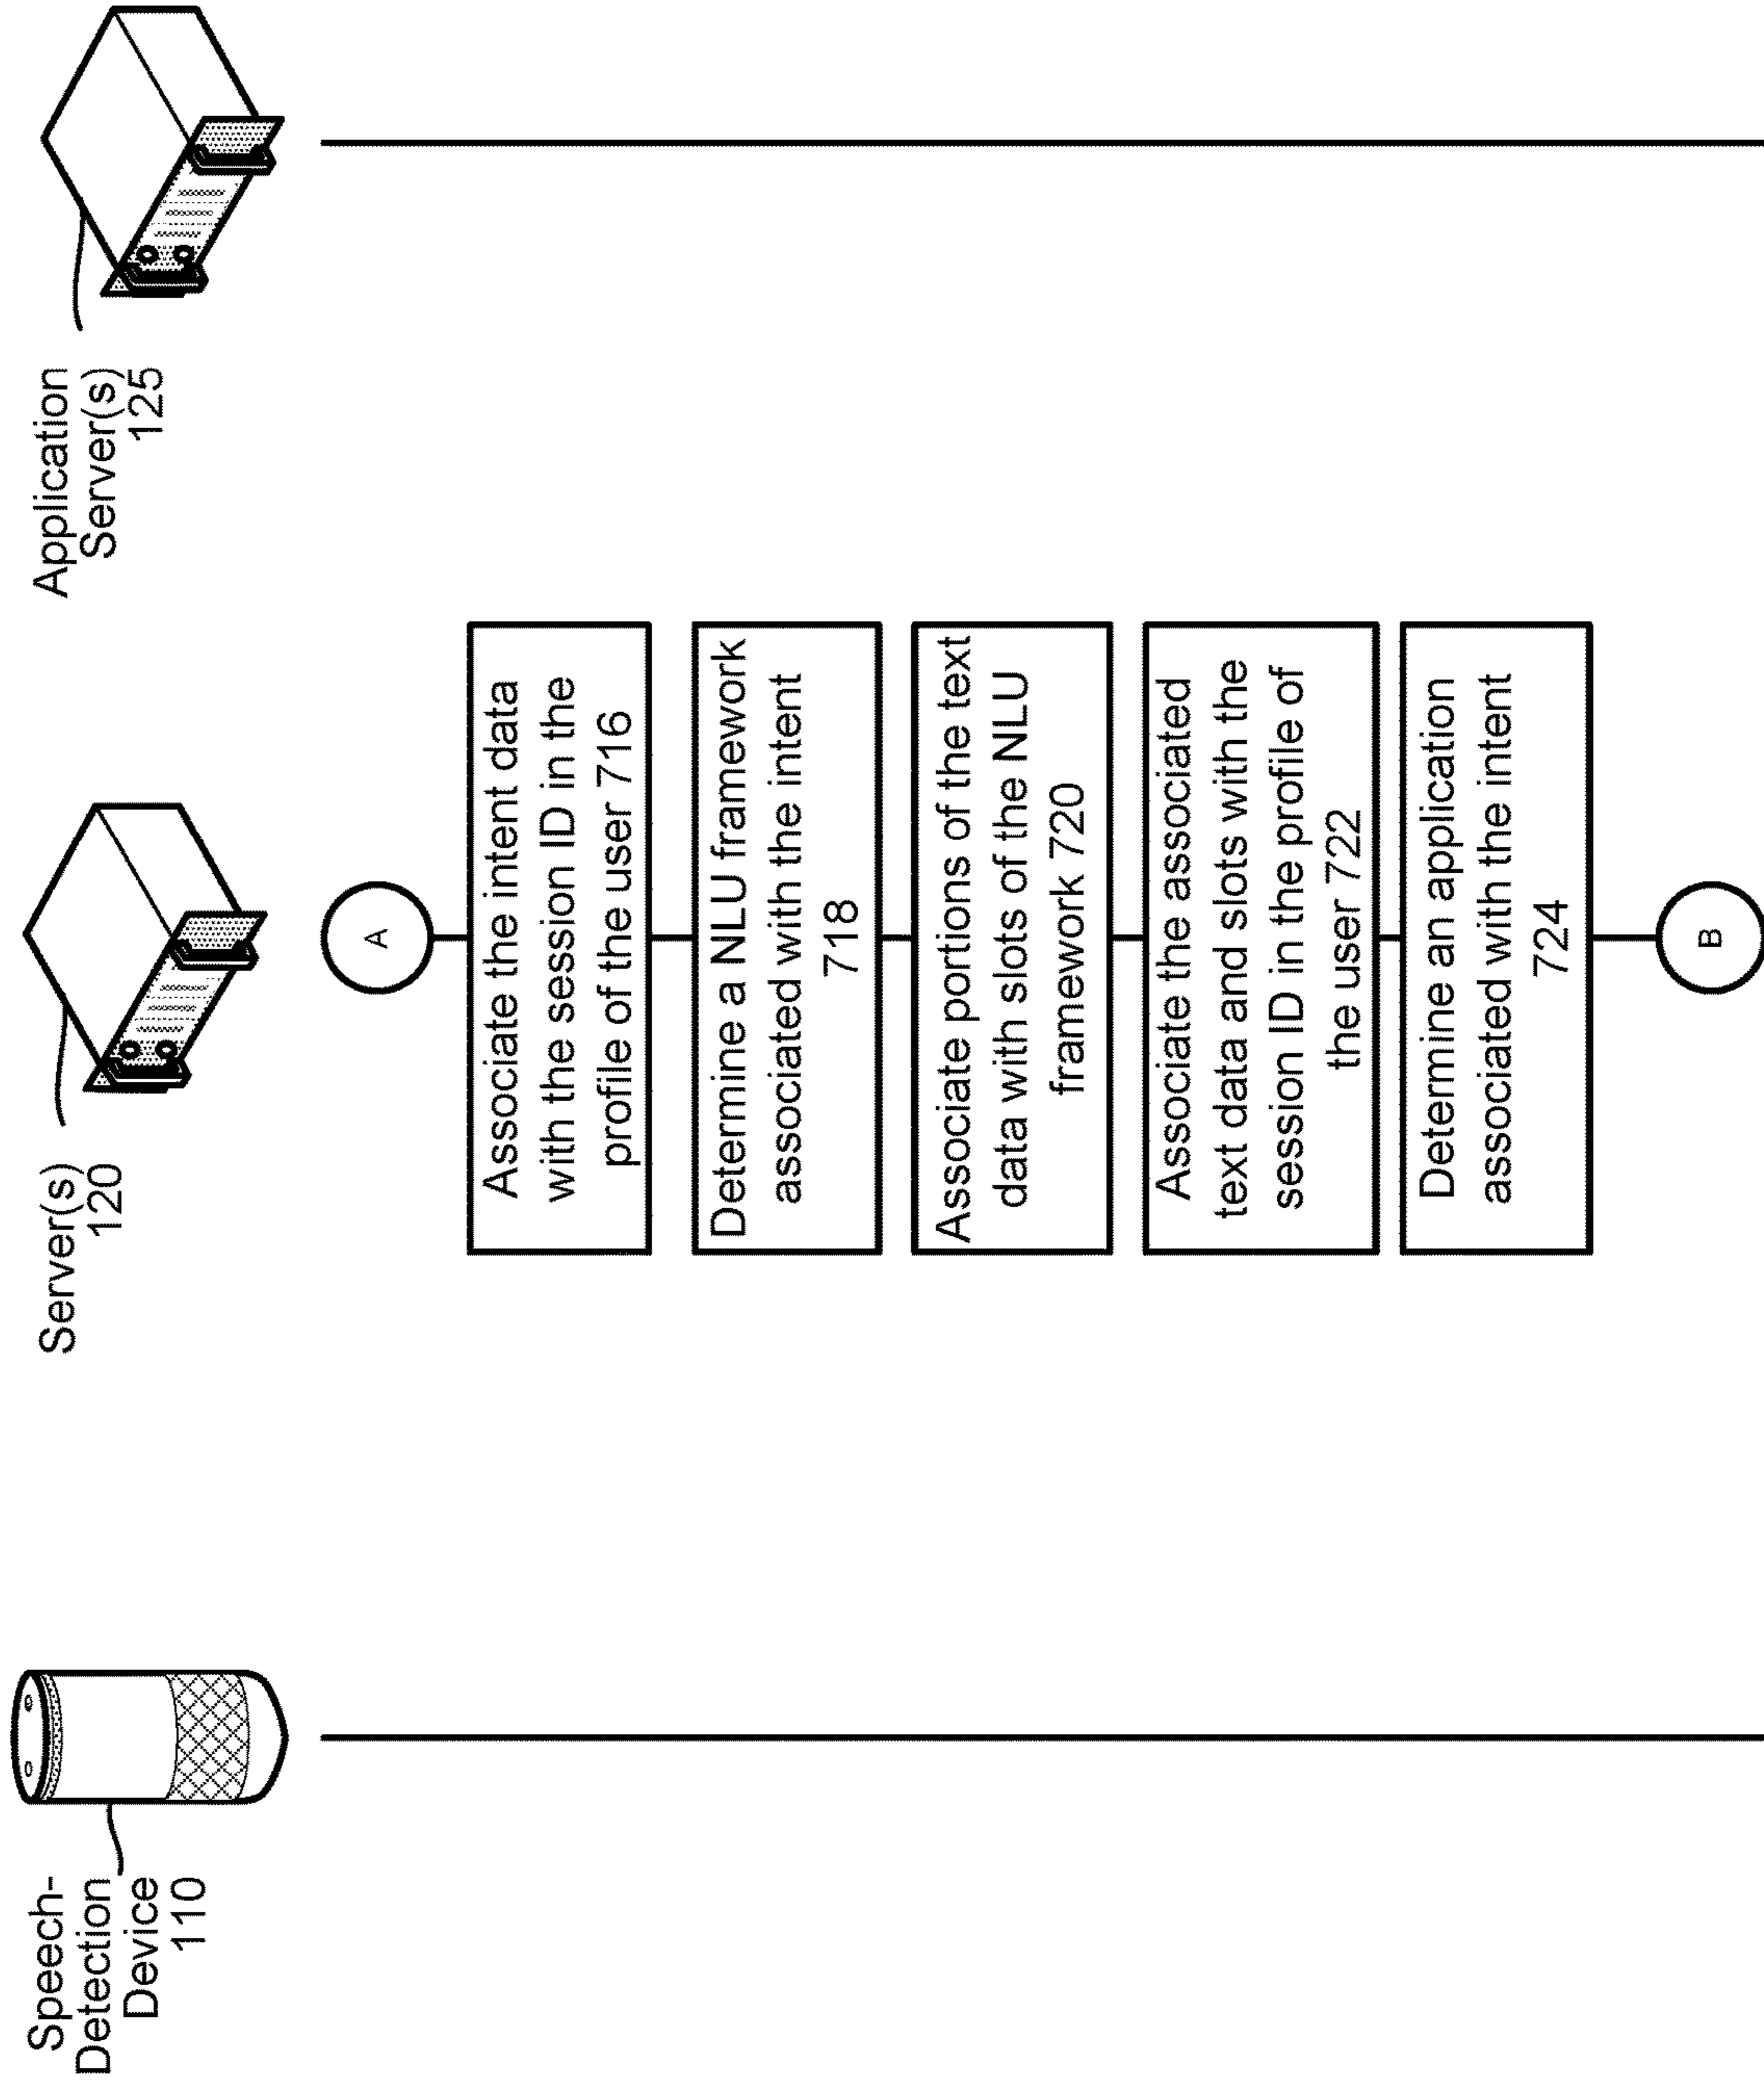 Speech-
Detection
Device
110
Server(s)
120
Application
Server(s)
125
A
Associate the intent data
with the session ID in the
profile of the user 716
Determine a NLU framework
associated with the intent
718
Associate portions of the text
data with slots of the NLU
framework 720
Associate the associated
text data and slots with the
session ID in the profile of
the user 722
Determine an application
associated with the intent
724
B